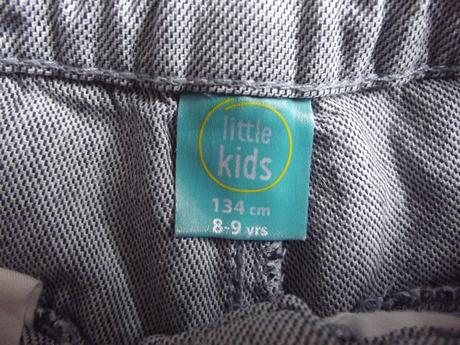 little
kids
134 cm
8-9 yrs